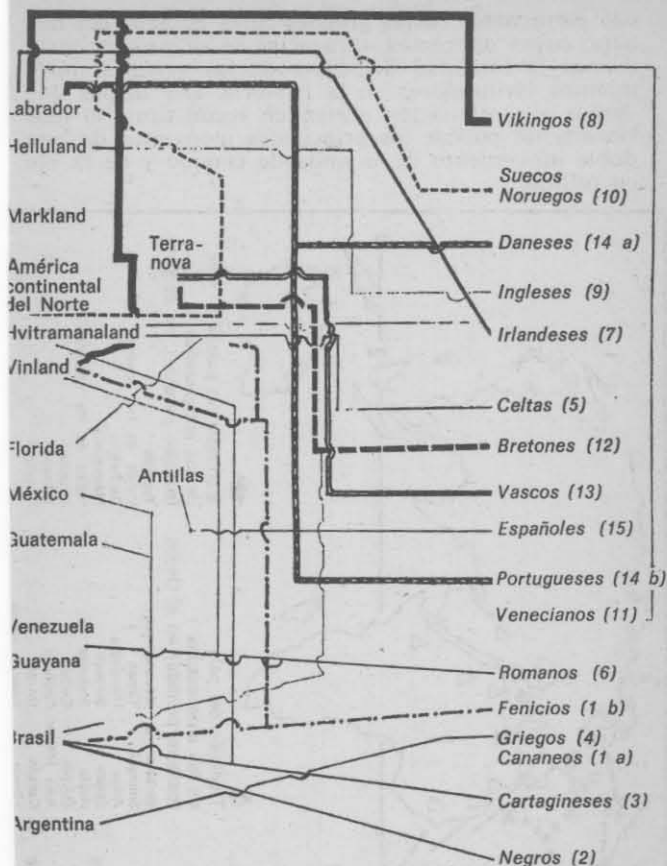 Labrador
Helluland
Markland
América
continental
del Norte
Hvitramanaland
Vinland
Florida
México
Guatemala
Venezuela
Guayana
Brasil
Argentina
Terra-
nova
Antillas
Vikingos (8)
Suecos
Noruegos (10)
Daneses (14 a)
Ingleses (9)
Irlandeses (7)
Celtas (5)
Bretones (12)
Vascos (13)
Españoles (15)
Portugueses (14 b)
Venecianos (11)
Romanos (6)
Fenicios (1 b)
Griegos (4)
Cananeos (1 a)
Cartagineses (3)
Negros (2)